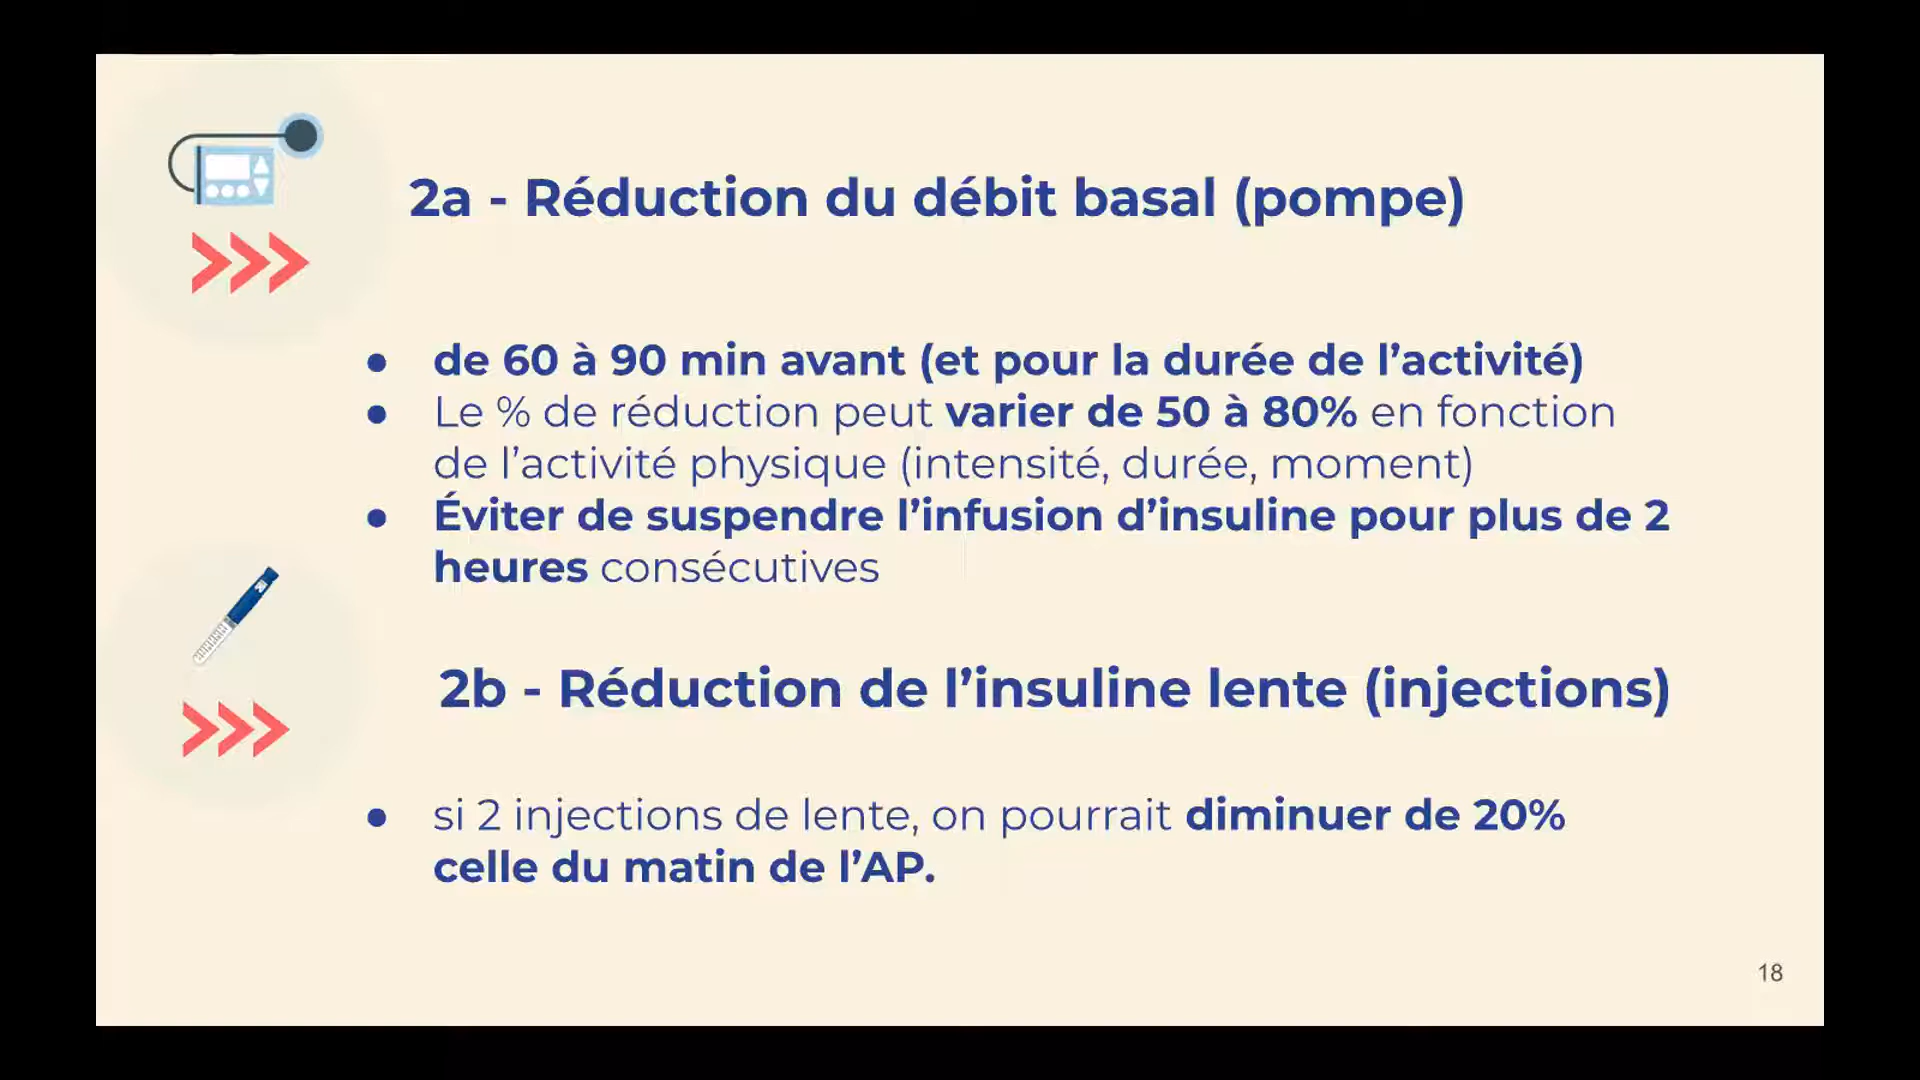 2a - Réduction du débit basal (pompe)
● de 60 à 90 min avant (et pour la durée de l’activité)
● Le % de réduction peut varier de 50 à 80% en fonction
de l’activité physique (intensité, durée, moment)
● Éviter de suspendre l’infusion d’insuline pour plus de 2
heures consécutives
2b - Réduction de l’insuline lente (injections)
● si 2 injections de lente, on pourrait diminuer de 20%
celle du matin de l’AP.
18